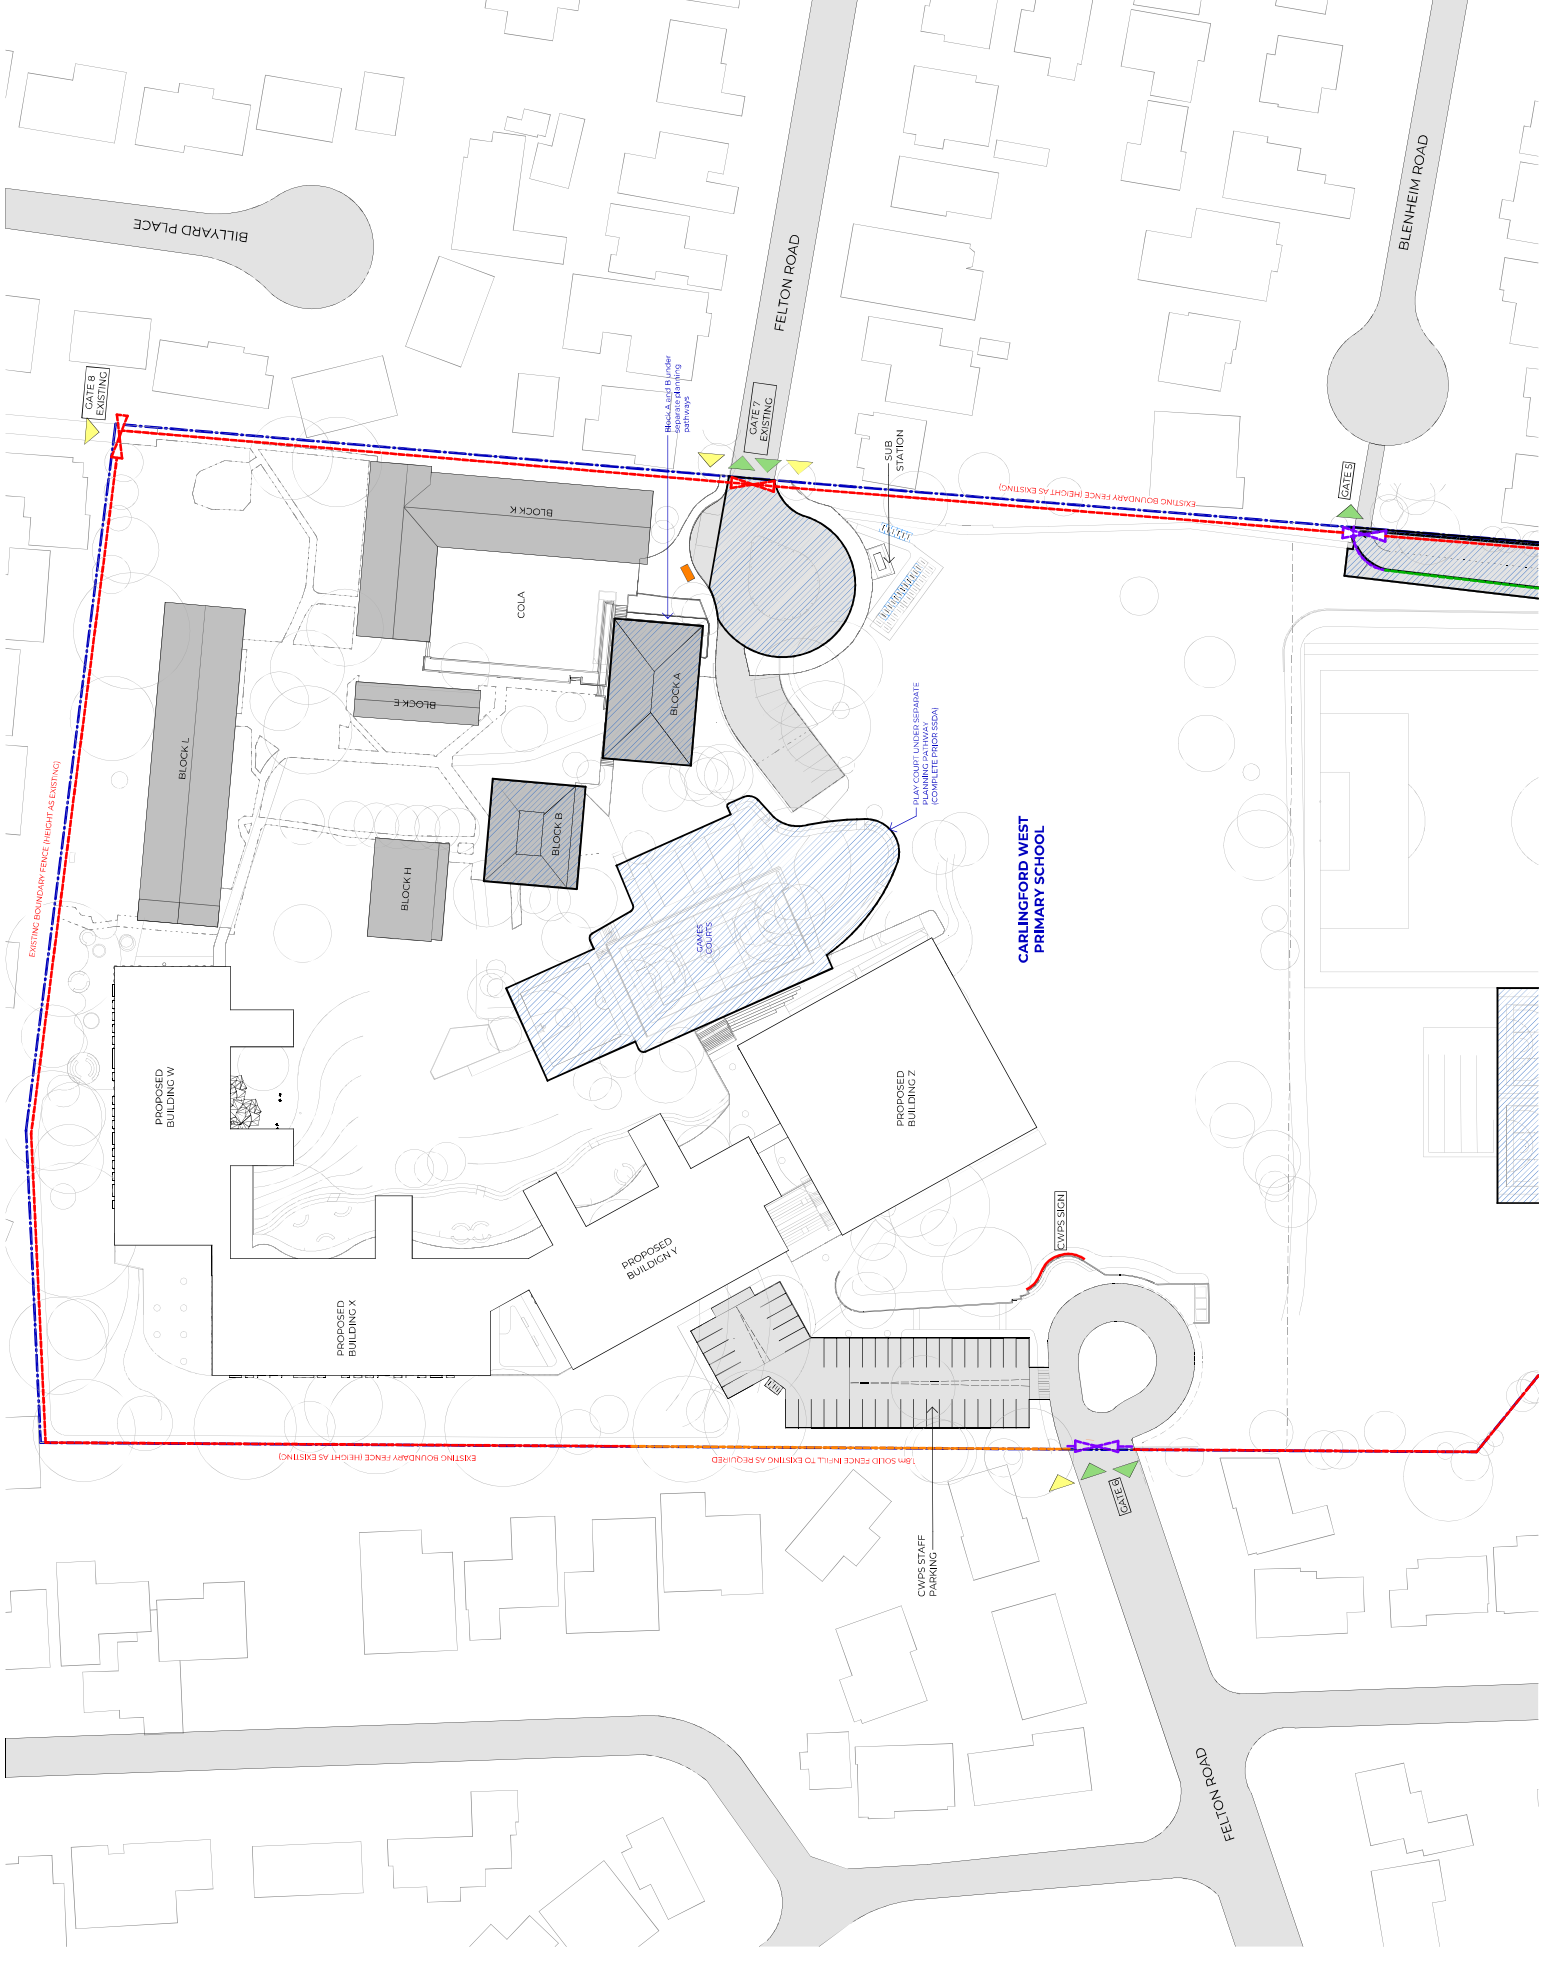 BILLYARD PLACE
FELTON ROAD
BLENHEIM ROAD
GATE 8
EXISTING
Block A and B under
separate planning
pathways
GATE 7
EXISTING
SUB
STATION
GATE 5
EXISTING BOUNDARY FENCE (HEIGHT AS EXISTING)
BLOCK K
COLA
BLOCK E
BLOCK A
BLOCK L
BLOCK B
BLOCK H
EXISTING BOUNDARY FENCE (HEIGHT AS EXISTING)
PLAY COURT UNDER SEPARATE
PLANNING PATHWAY
(COMPLETE PRIOR SSDA)
GAMES
COURTS
CARLINGFORD WEST
PRIMARY SCHOOL
PROPOSED
BUILDING W
PROPOSED
BUILDING Z
PROPOSED
BUILDIGN Y
PROPOSED
BUILDING X
CWPS SIGN
EXISTING BOUNDARY FENCE (HEIGHT AS EXISTING)
1.8m SOLID FENCE INFILL TO EXISTING AS REQUIRED
GATE 6
CWPS STAFF
PARKING
FELTON ROAD